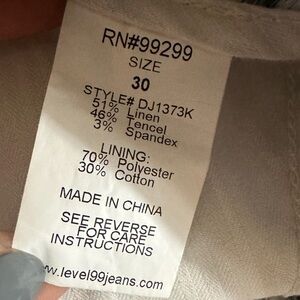 RN#99299
SIZE
30
STYLE# DJ1373K
51% Linen
46% Tencel
3% Spandex
LINING:
70% Polyester
30% Cotton
MADE IN CHINA
SEE REVERSE
FOR CARE
INSTRUCTIONS
w.level99jeans.com